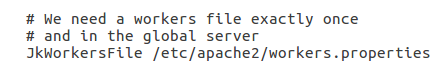 # We need a workers file exactly once
# and in the global server
JkWorkersFile /etc/apache2/workers.properties